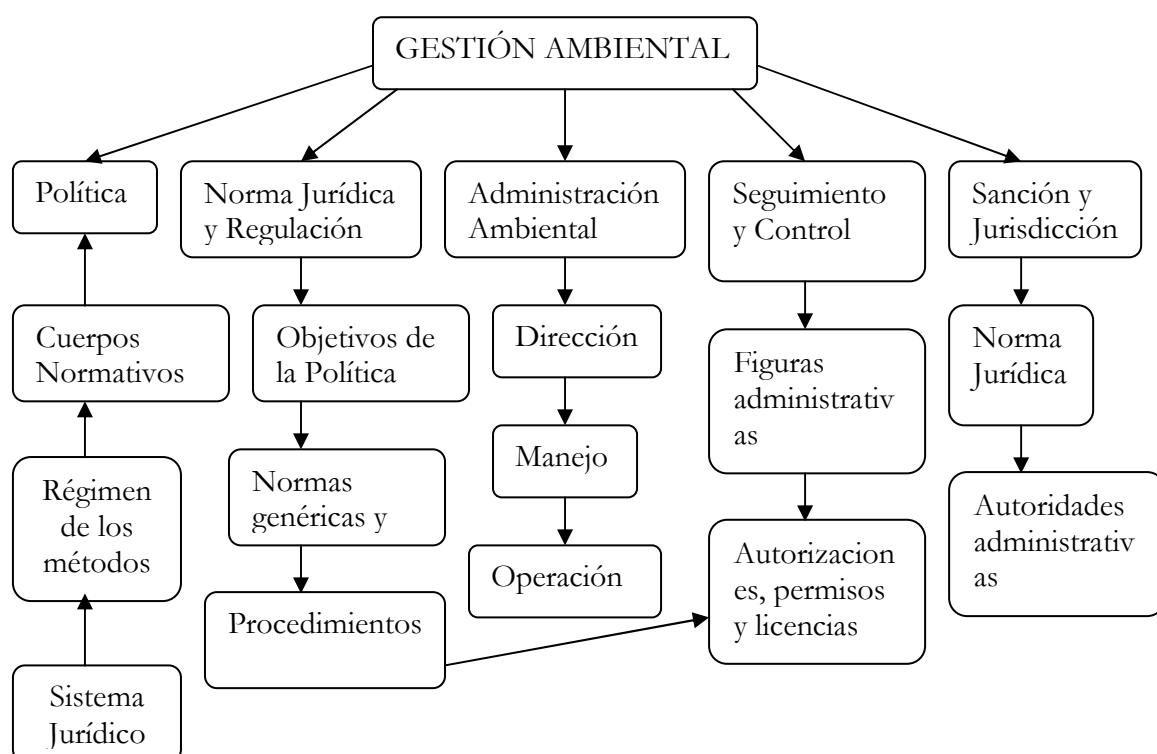 GESTIÓN AMBIENTAL
Política
Norma Jurídica
y Regulación
Administración
Ambiental
Seguimiento
y Control
Sanción y
Jurisdicción
Cuerpos
Normativos
Objetivos de
la Política
Dirección
Figuras
administrativ
as
Norma
Jurídica
Régimen
de los
métodos
Normas
genéricas y
Manejo
Autorizacion
es, permisos
y licencias
Autoridades
administrativ
as
Sistema
Jurídico
Procedimientos
Operación